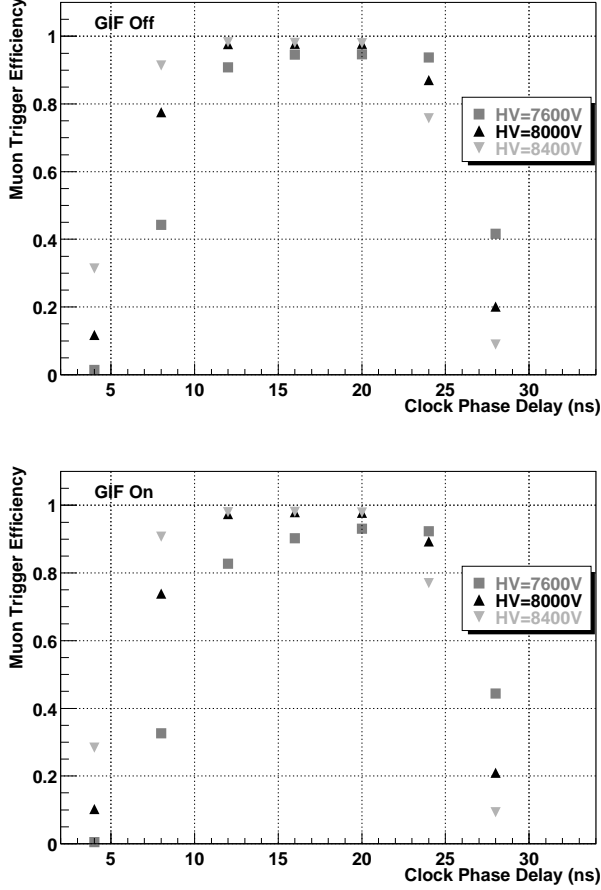 GIF Off
Muon Trigger Efficiency
1
0.8
0.6
0.4
0.2
0
HV=7600V
HV=8000V
HV=8400V
5 10 15 20 25 30
Clock Phase Delay (ns)
GIF On
Muon Trigger Efficiency
1
0.8
0.6
0.4
0.2
0
HV=7600V
HV=8000V
HV=8400V
5 10 15 20 25 30
Clock Phase Delay (ns)